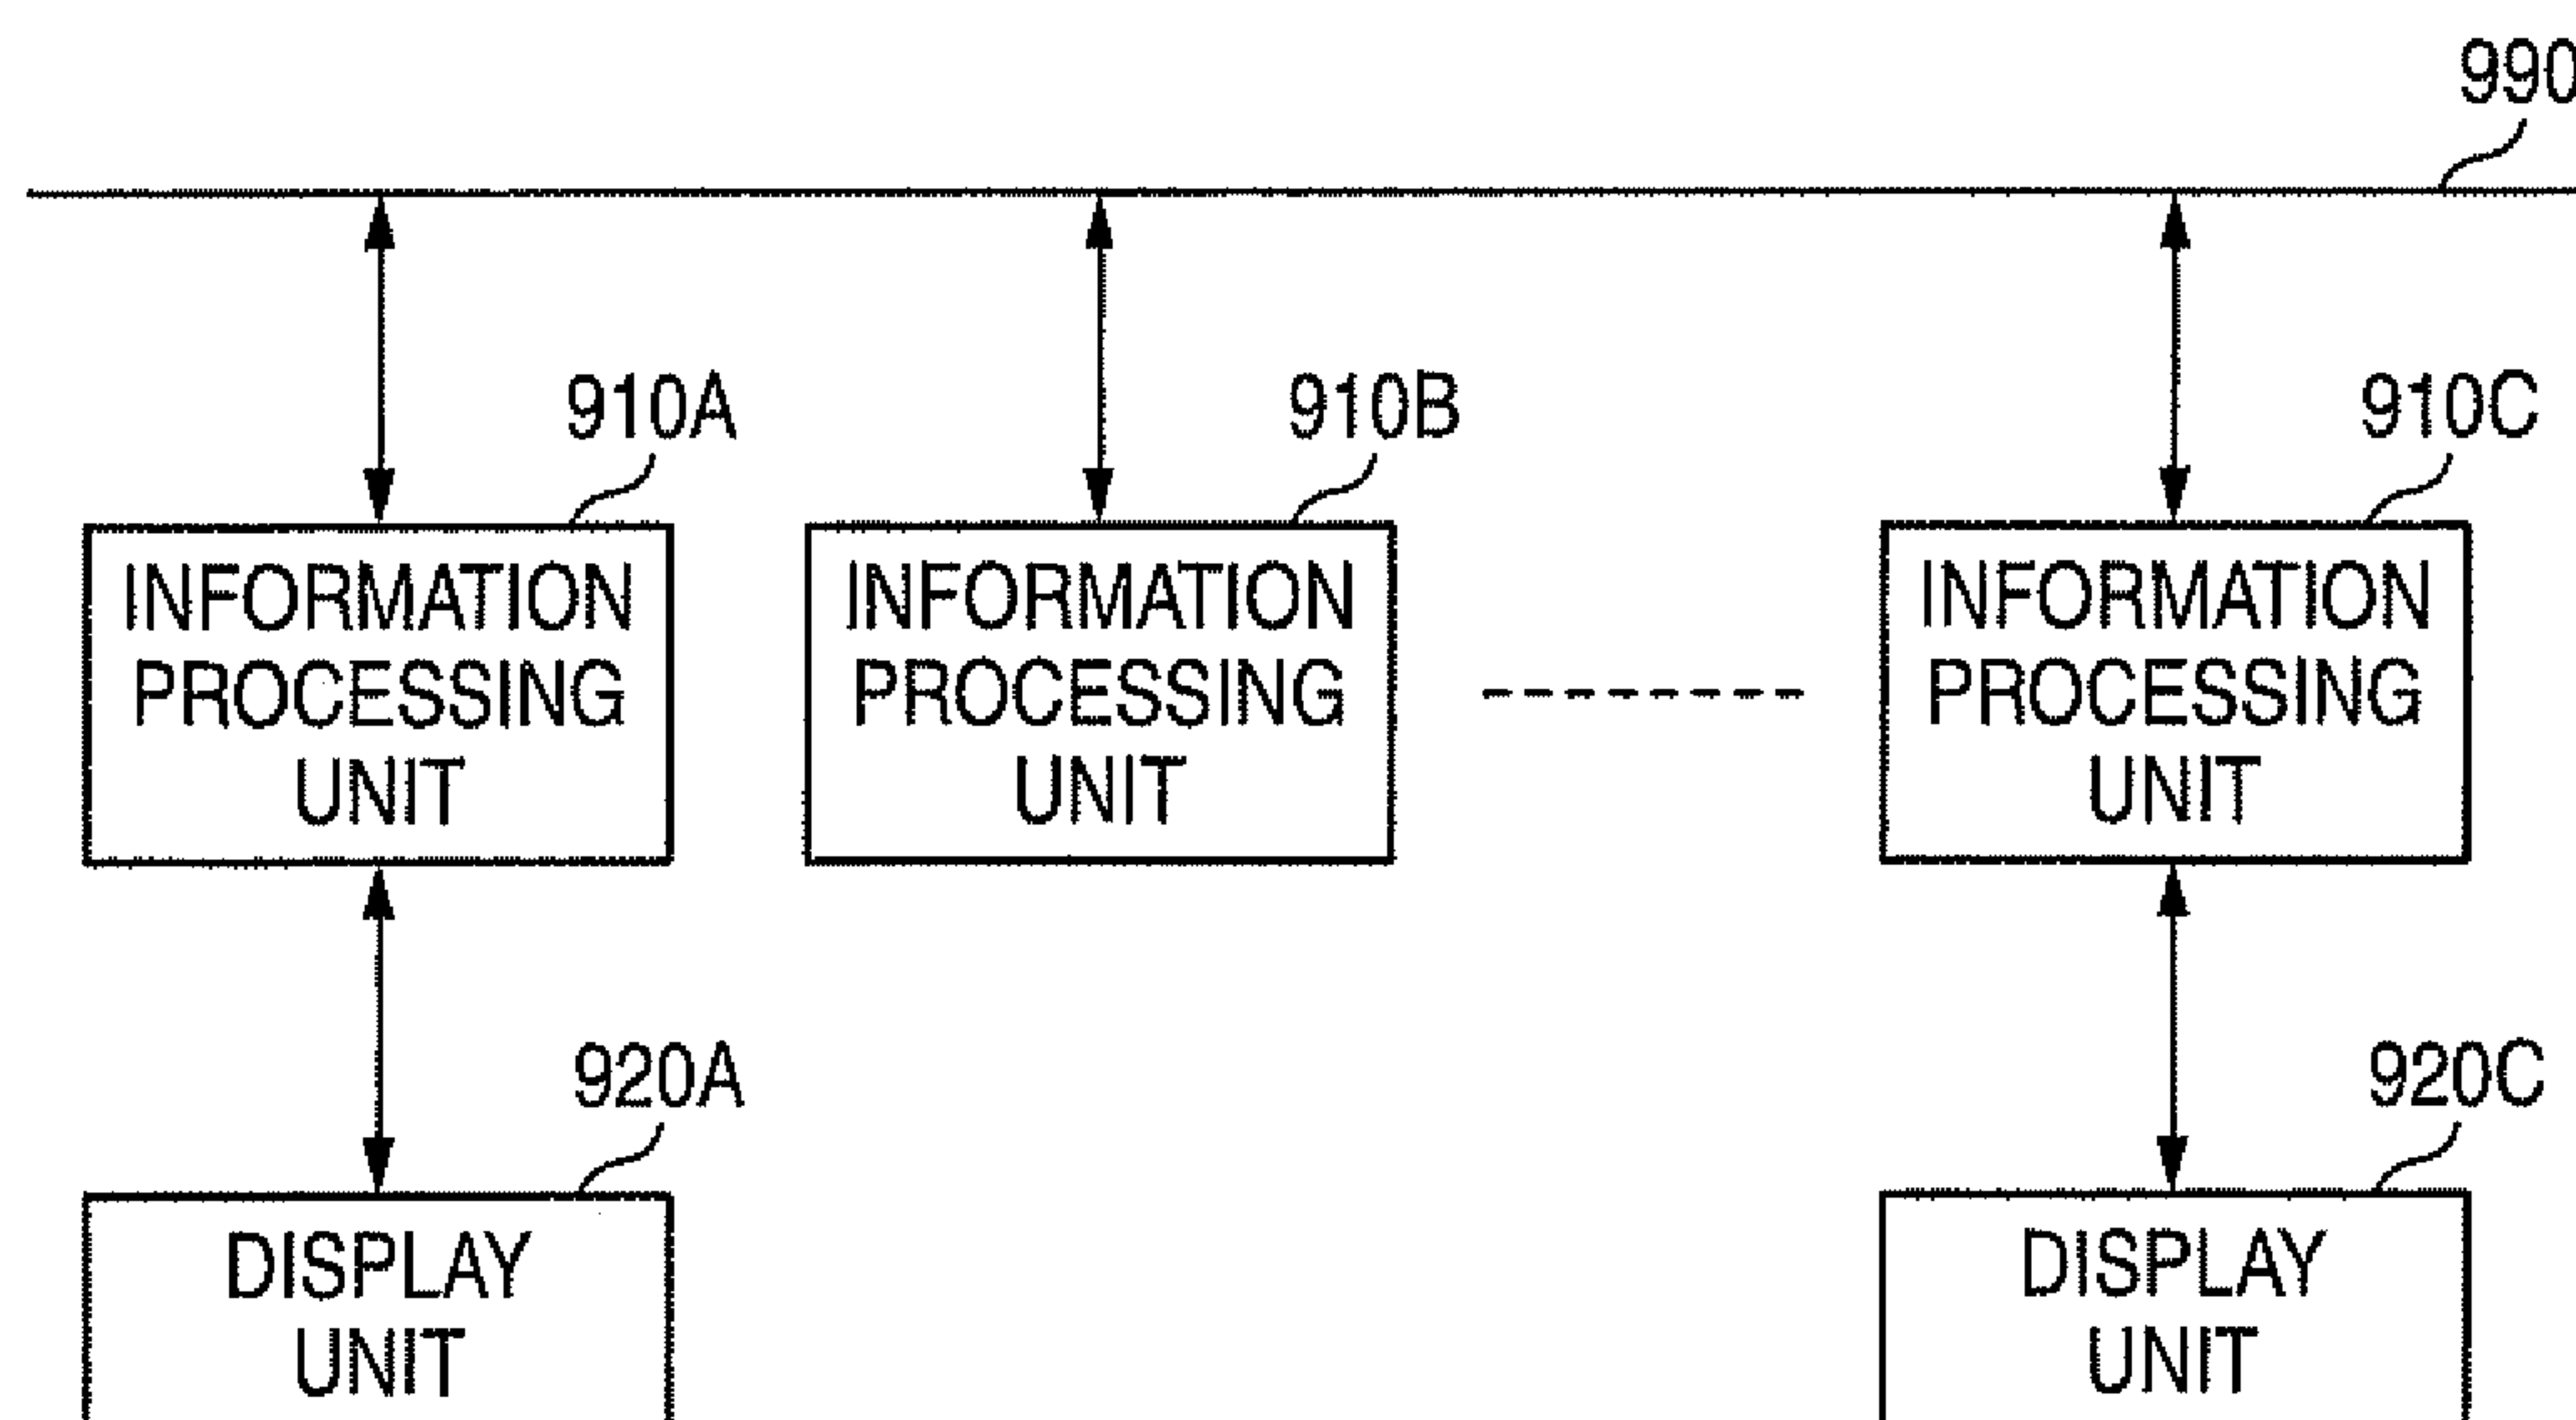 990
910A
910B
910C
INFORMATION
PROCESSING
UNIT
INFORMATION
PROCESSING
UNIT
INFORMATION
PROCESSING
UNIT
920A
920C
DISPLAY
UNIT
DISPLAY
UNIT